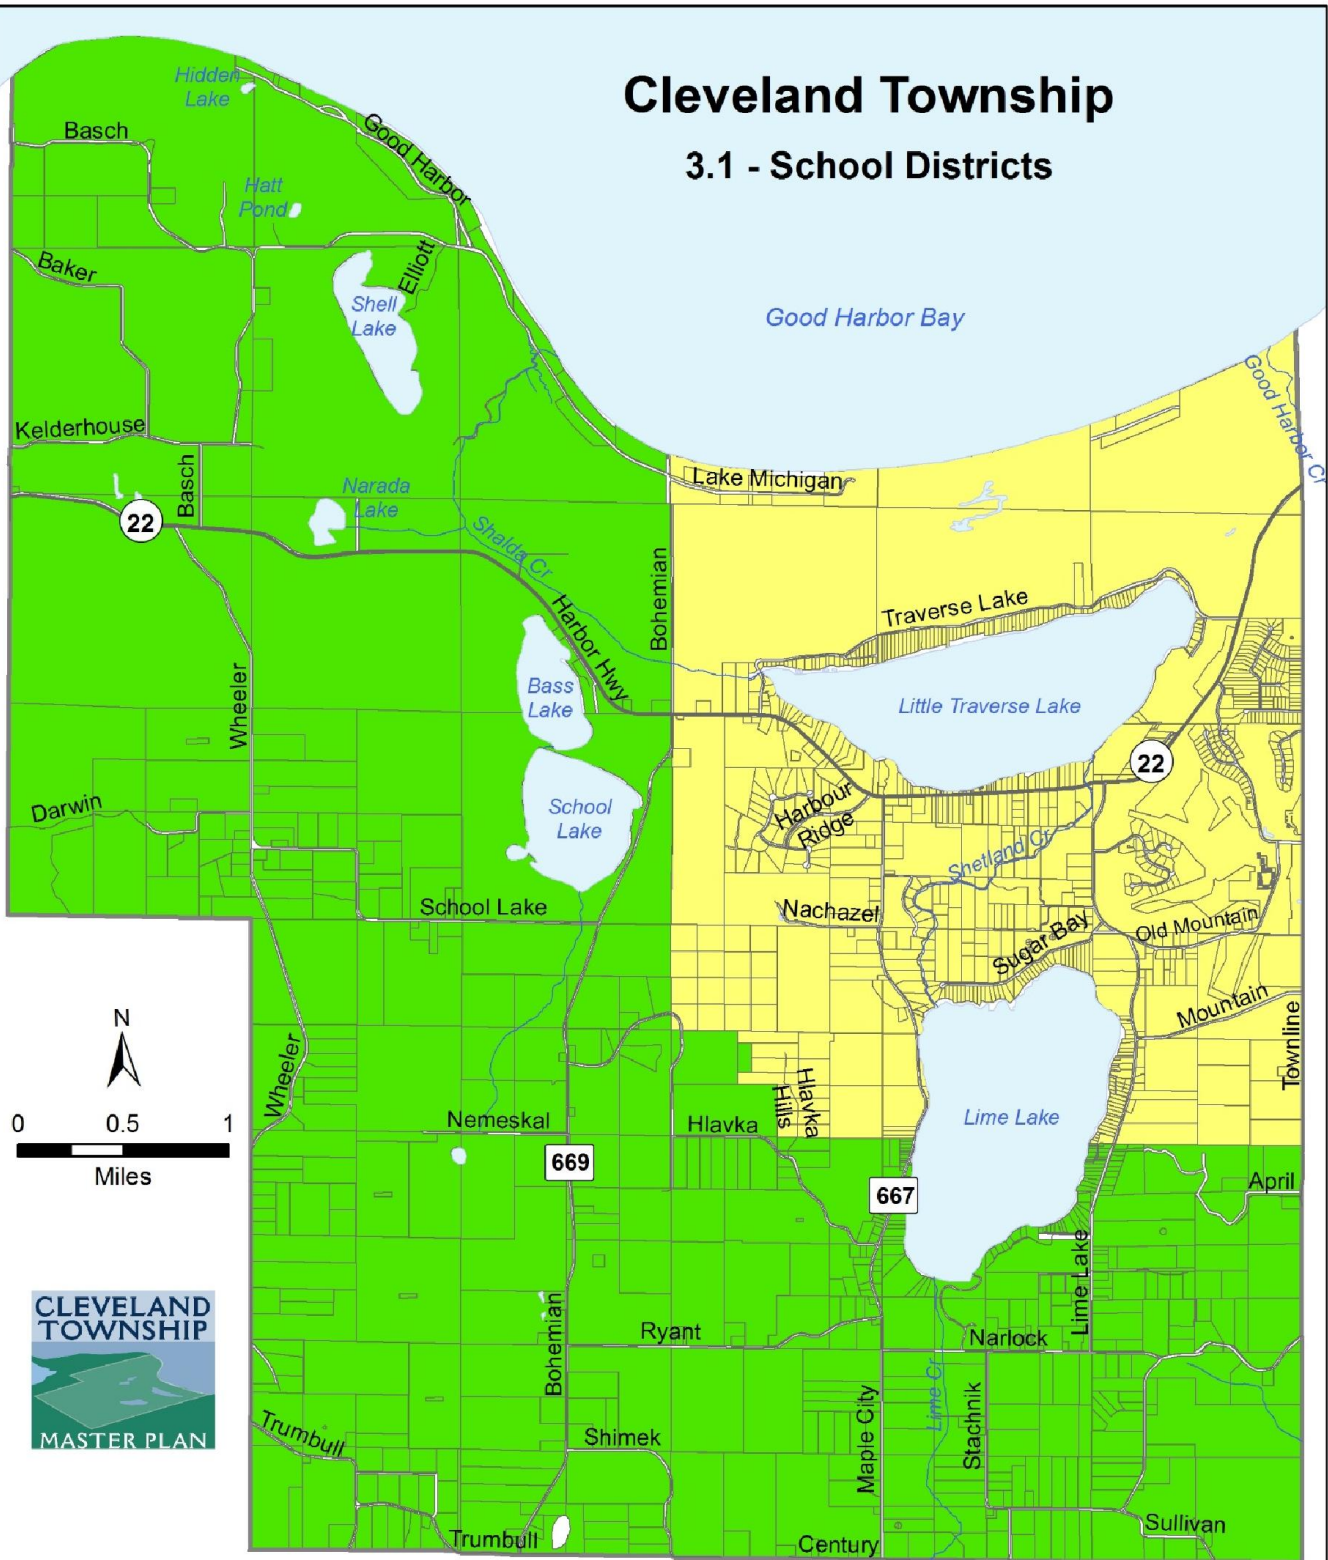 Cleveland Township
3.1 - School Districts
Hidden
Lake
Basch
Good Harbor
Hatt
Pond
Baker
Elliott
Shell
Lake
Good Harbor Bay
Good Harbor Cr
Kelderhouse
Basch
Narada
Lake
Lake Michigan
22
Shalda Cr
Bohemian
Harbor Hwy
Traverse Lake
Wheeler
Bass
Lake
Little Traverse Lake
22
Darwin
School
Lake
Harbour
Ridge
Shetland Cr
School Lake
Nachazel
Sugar Bay
Old Mountain
N
Mountain
Townline
Wheeler
0 0.5 1
Miles
Hlavka
Hills
Nemeskal
Hlavka
Lime Lake
669
667
April
Lime Lake
CLEVELAND
TOWNSHIP
MASTER PLAN
Bohemian
Ryant
Narlock
Lime Cr
Maple City
Stachnik
Trumbull
Shimek
Trumbull
Century
Sullivan